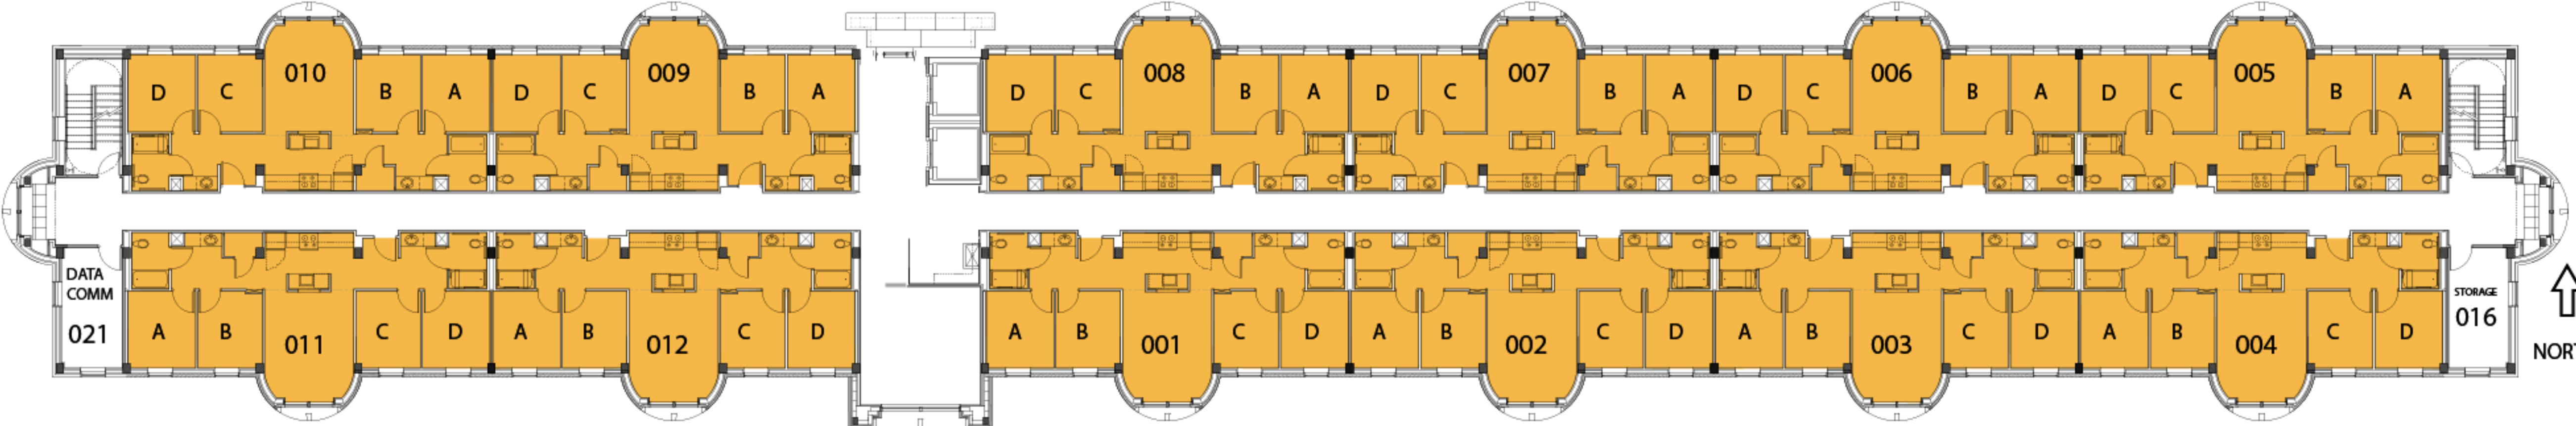 010
009
008
007
006
005
D C B A D C B A D C B A D C B A D C B A D C B A
DATA
COMM
021
A B C D A B C D A B C D A B C D A B C D A B C D
011
012
001
002
003
004
STORAGE
016
NORT